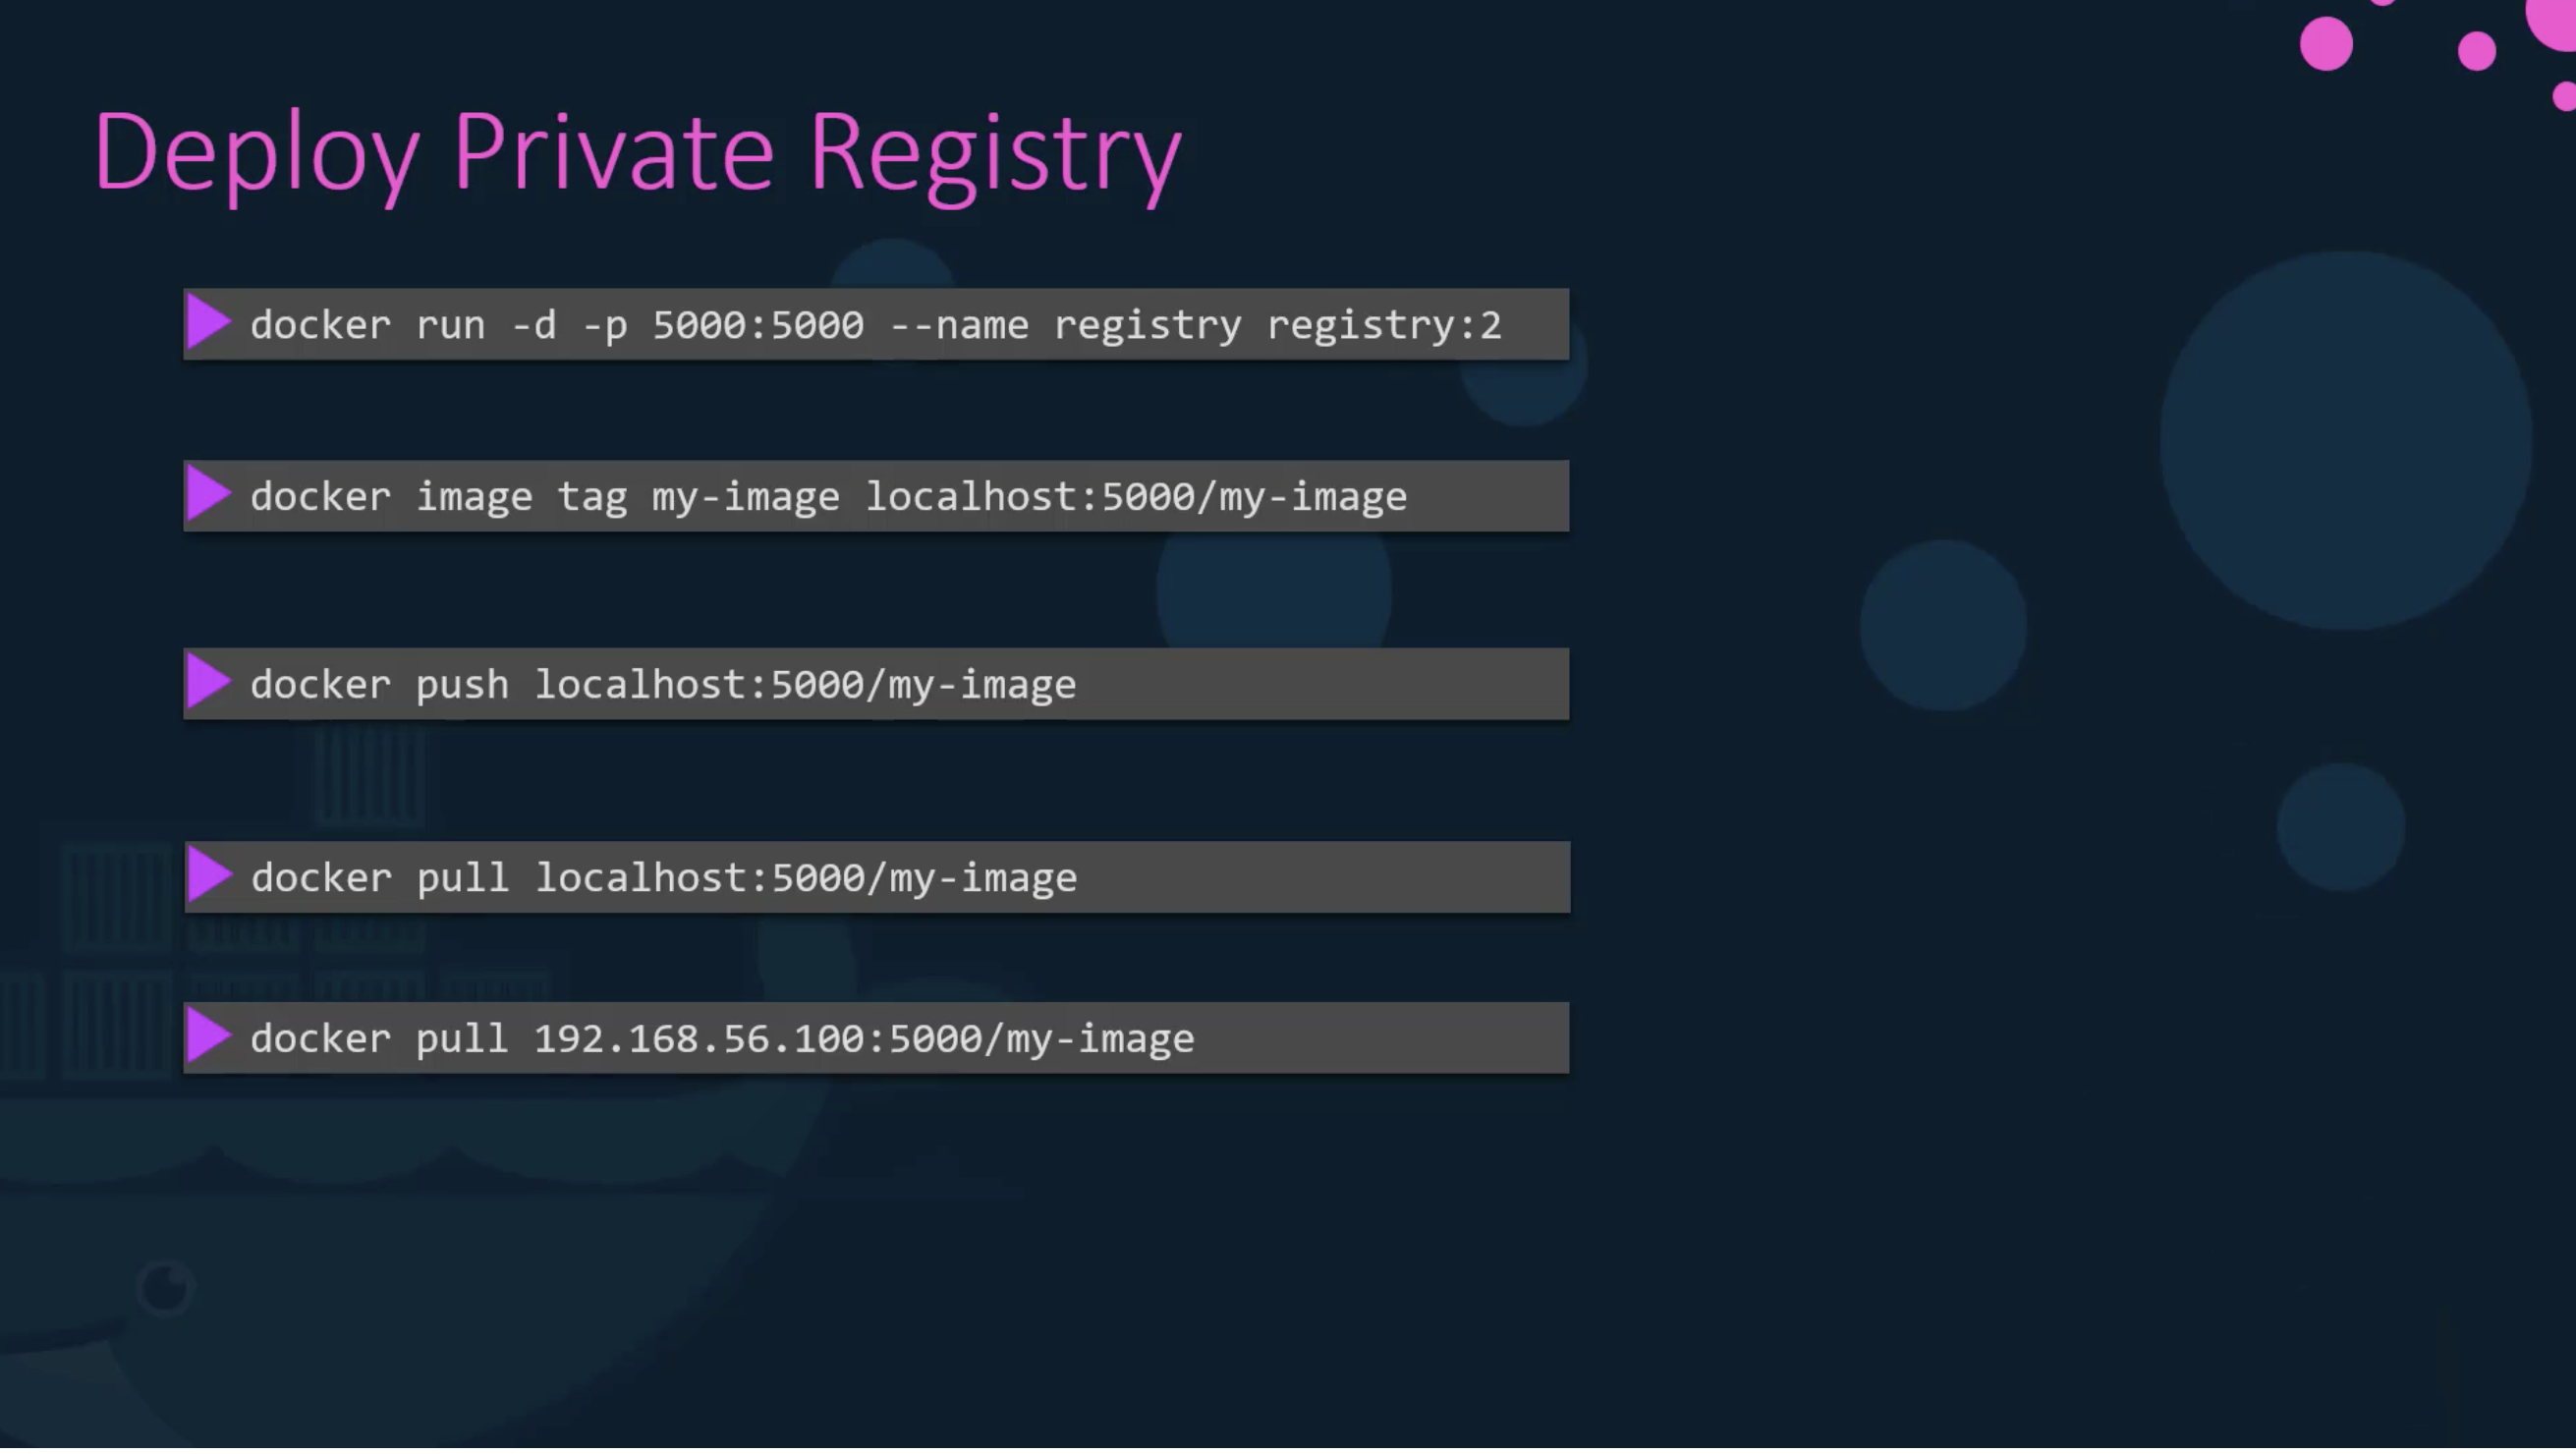 Deploy Private Registry
docker run -d -p 5000:5000 --name registry registry:2
docker image tag my-image localhost:5000/my-image
docker push localhost:5000/my-image
docker pull localhost:5000/my-image
docker pull 192.168.56.100:5000/my-image